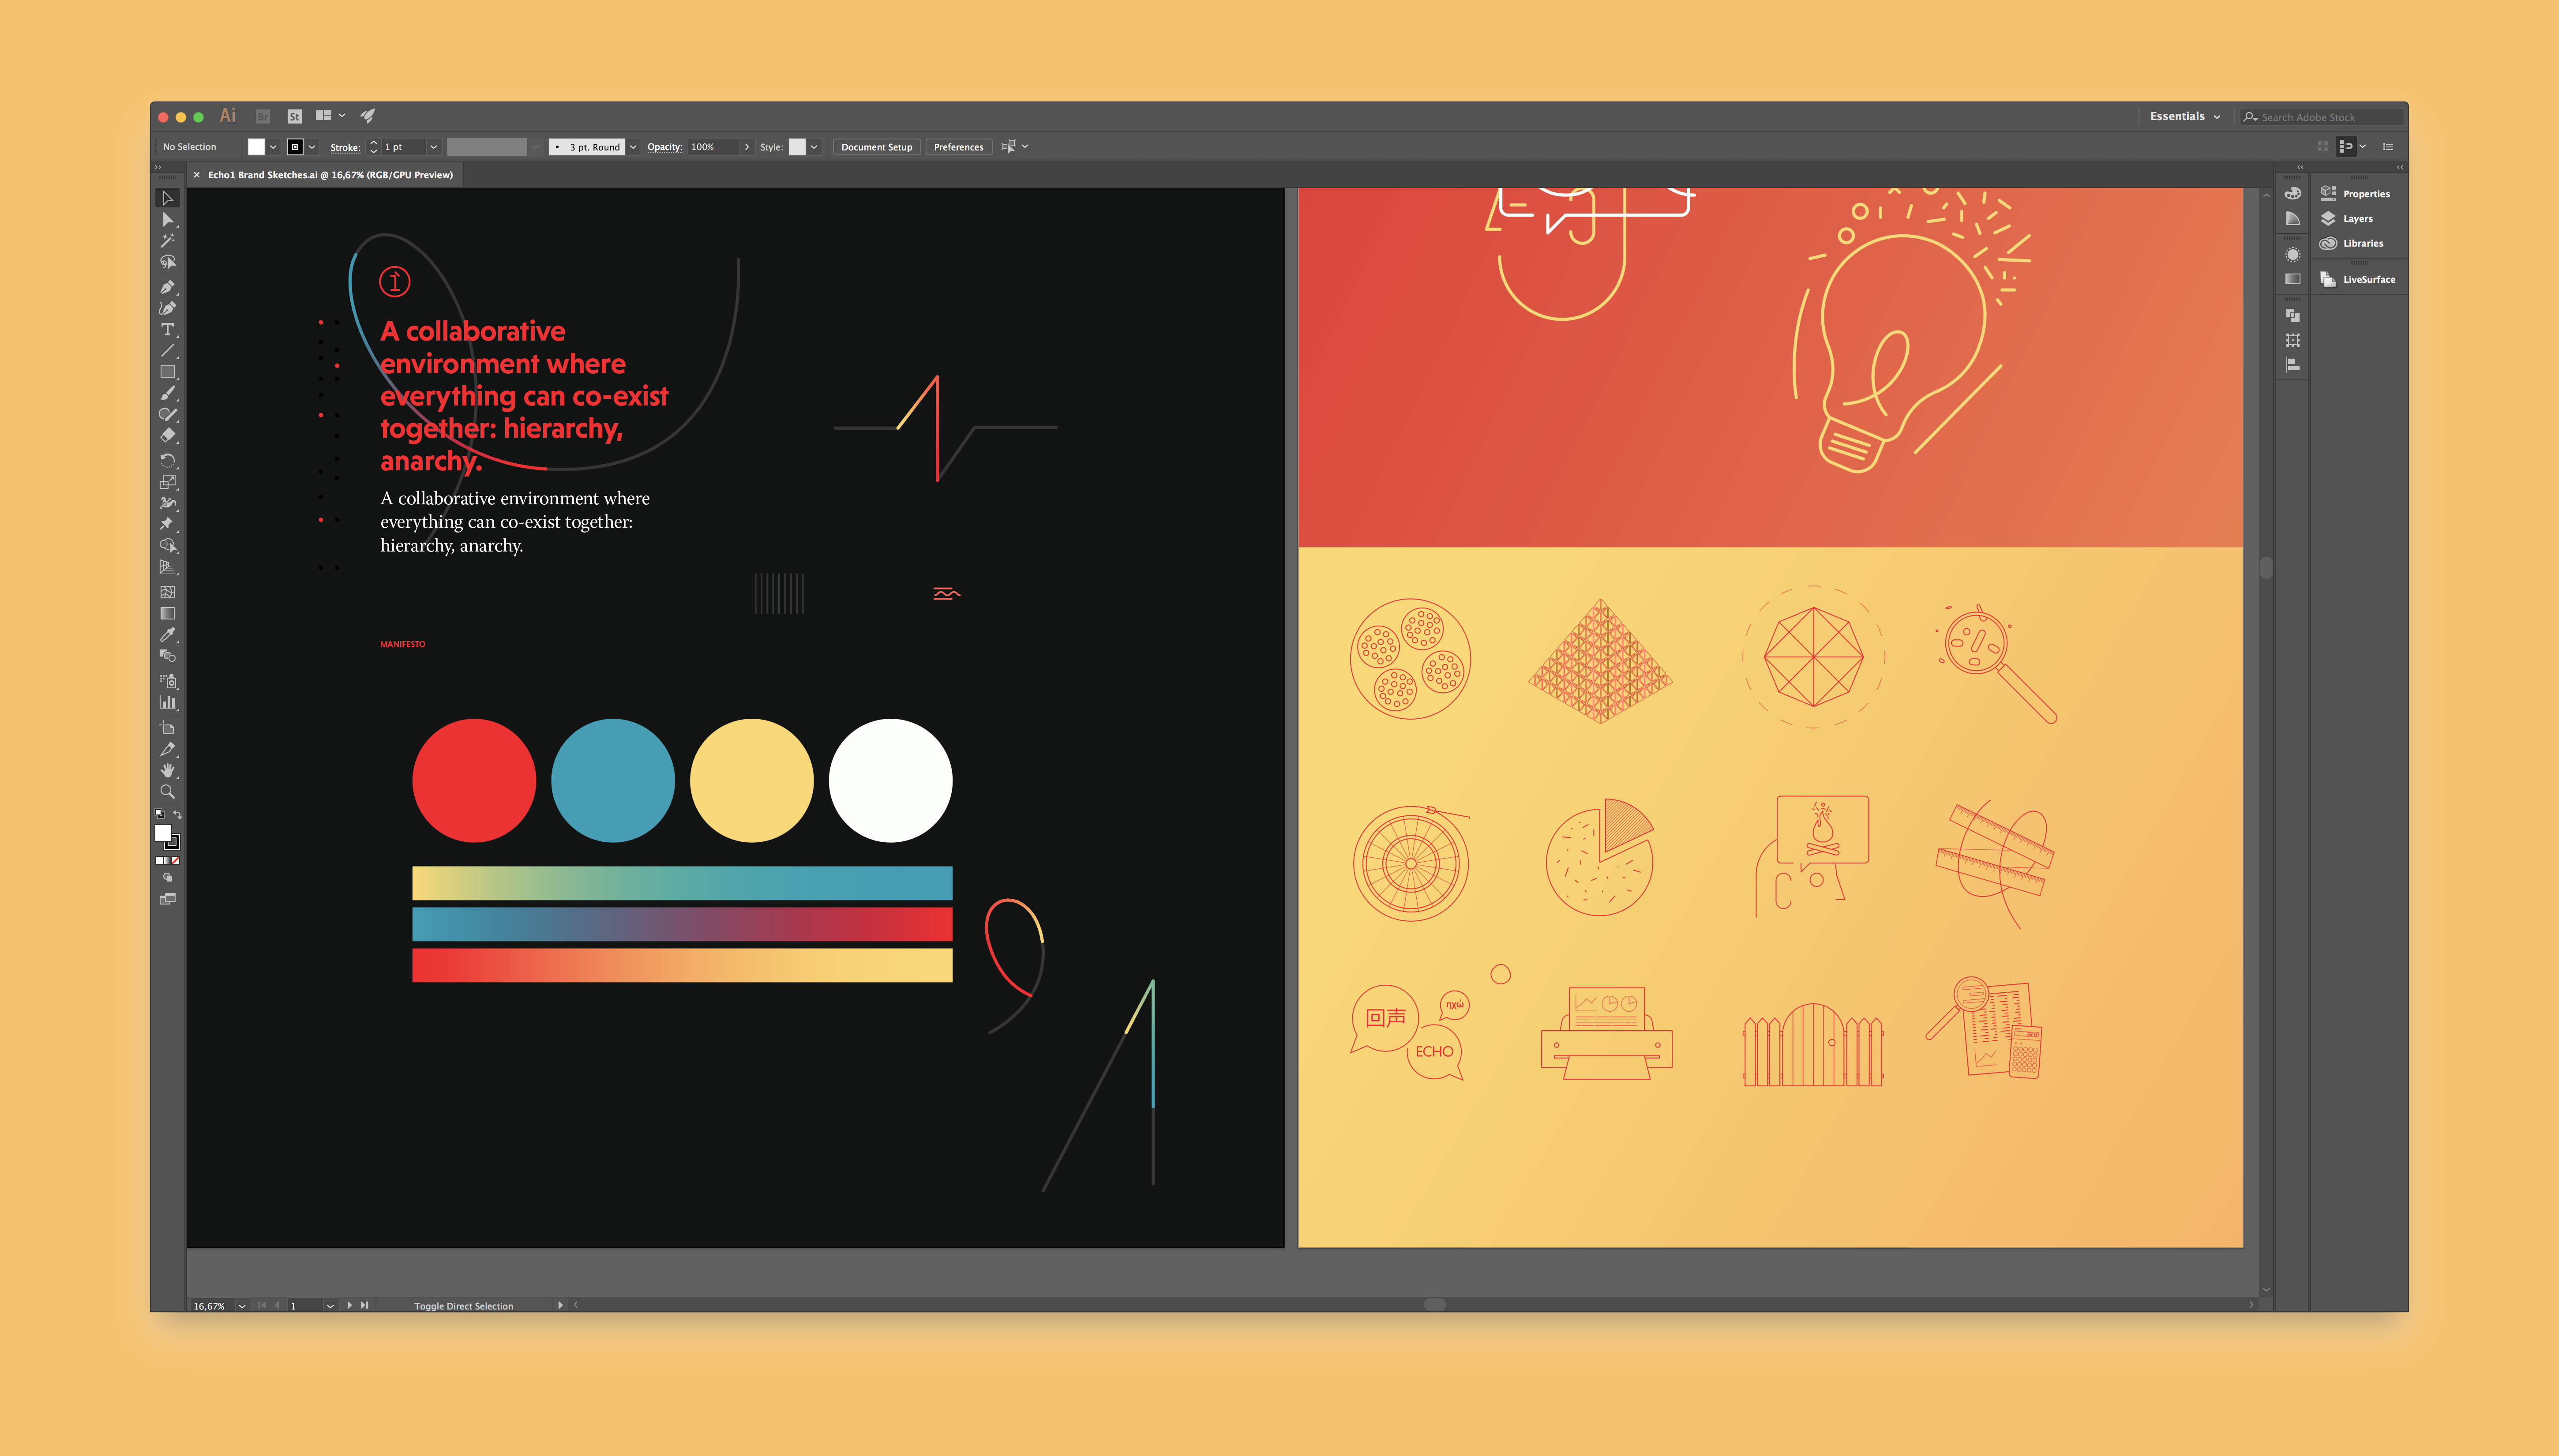 Ai
Br
St
Essentials
Search Adobe Stock
No Selection
Stroke:
1 pt
3 pt. Round
Opacity:
100%
Style:
Document Setup
Preferences
Echo1 Brand Sketches.ai @ 16,67% (RGB/GPU Preview)
Properties
Layers
Libraries
LiveSurface
A collaborative
environment where
everything can co-exist
together: hierarchy,
anarchy.
A collaborative environment where
everything can co-exist together:
hierarchy, anarchy.
MANIFESTO
回声
ηχώ
ECHO
16,67%
1
Toggle Direct Selection